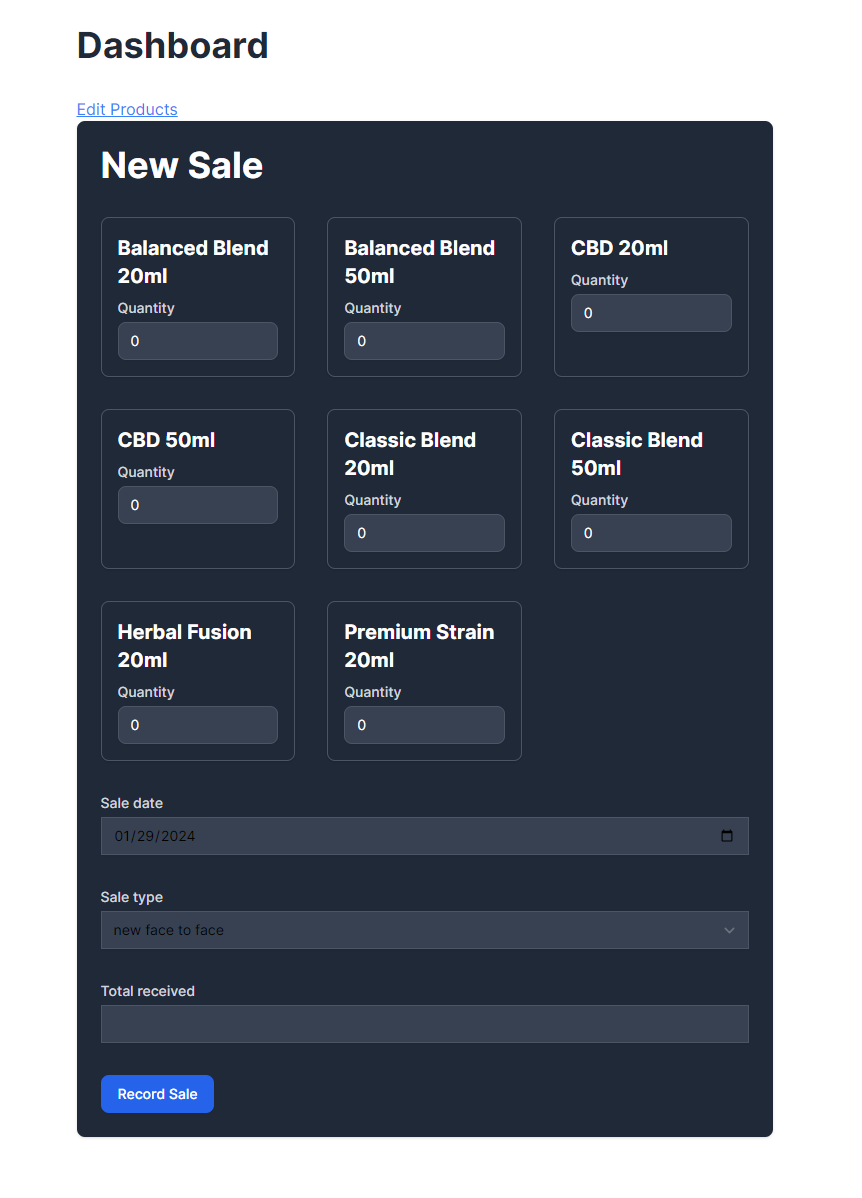 Dashboard
Edit Products
New Sale
Balanced Blend
20ml
Quantity
0
Balanced Blend
50ml
Quantity
0
CBD 20ml
Quantity
0
CBD 50ml
Quantity
0
Classic Blend
20ml
Quantity
0
Classic Blend
50ml
Quantity
0
Herbal Fusion
20ml
Quantity
0
Premium Strain
20ml
Quantity
0
Sale date
01/29/2024
Sale type
new face to face
Total received
Record Sale